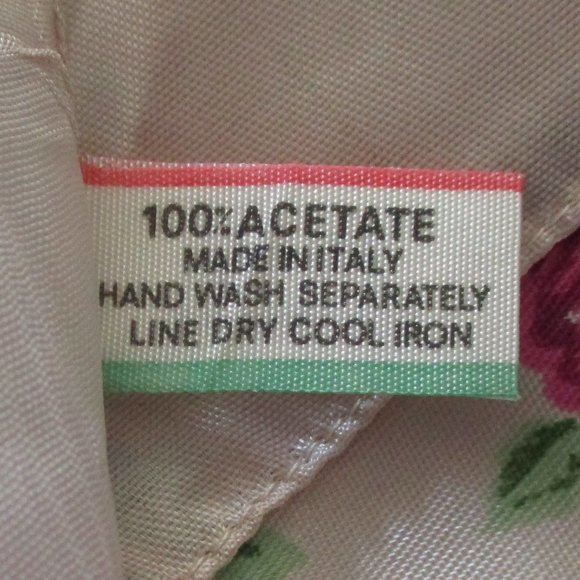 100% ACETATE
MADE IN ITALY
HAND WASH SEPARATELY
LINE DRY COOL IRON